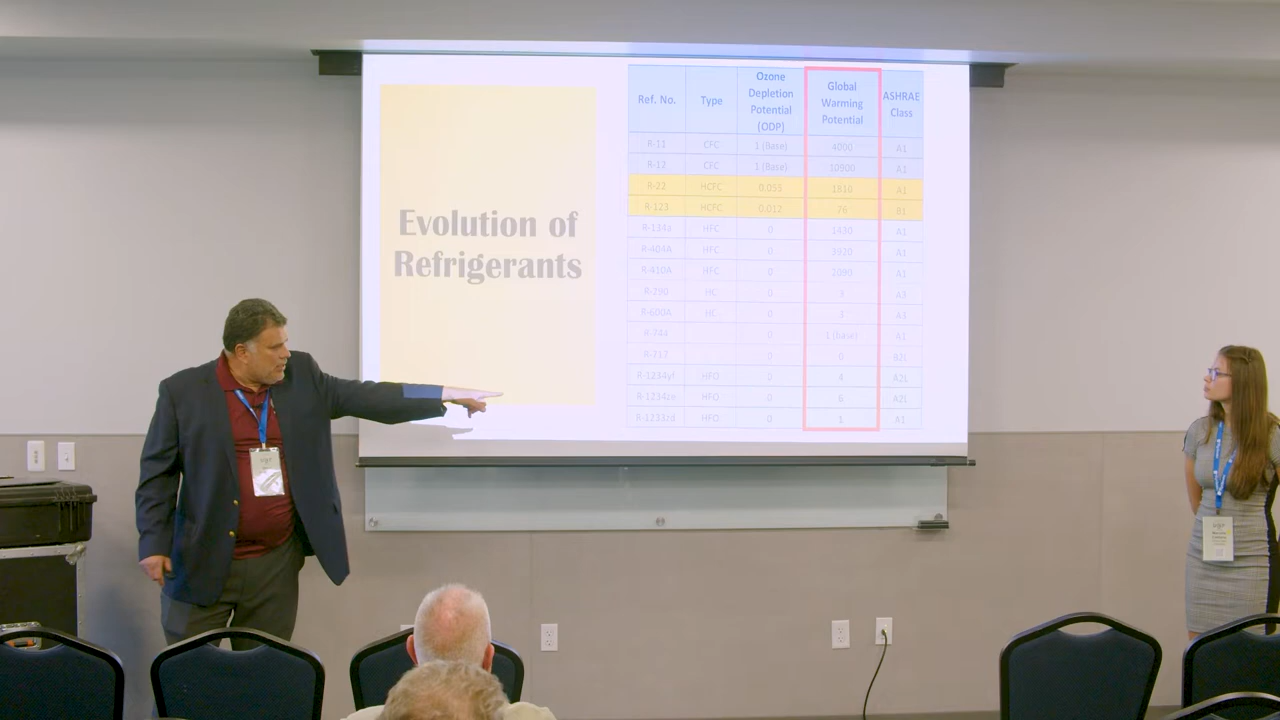 Evolution of
Refrigerants
Ref. No. Type Ozone Depletion Potential (ODP) Global Warming Potential ASHRAE Class
R-11 CFC 1 (Base) 4000 A1
R-12 CFC 1 (Base) 10900 A1
R-22 HCFC 0.055 1810 A1
R-123 HCFC 0.012 76 B1
R-134a HFC 0 1430 A1
R-404A HFC 0 3920 A1
R-410A HFC 0 2090 A1
R-290 HC 0 3 A3
R-600A HC 0 3 A3
R-744 0 1 (base) A1
R-717 0 0 B2L
R-1234yf HFO 0 4 A2L
R-1234ze HFO 0 6 A2L
R-1233zd HFO 0 1 A1